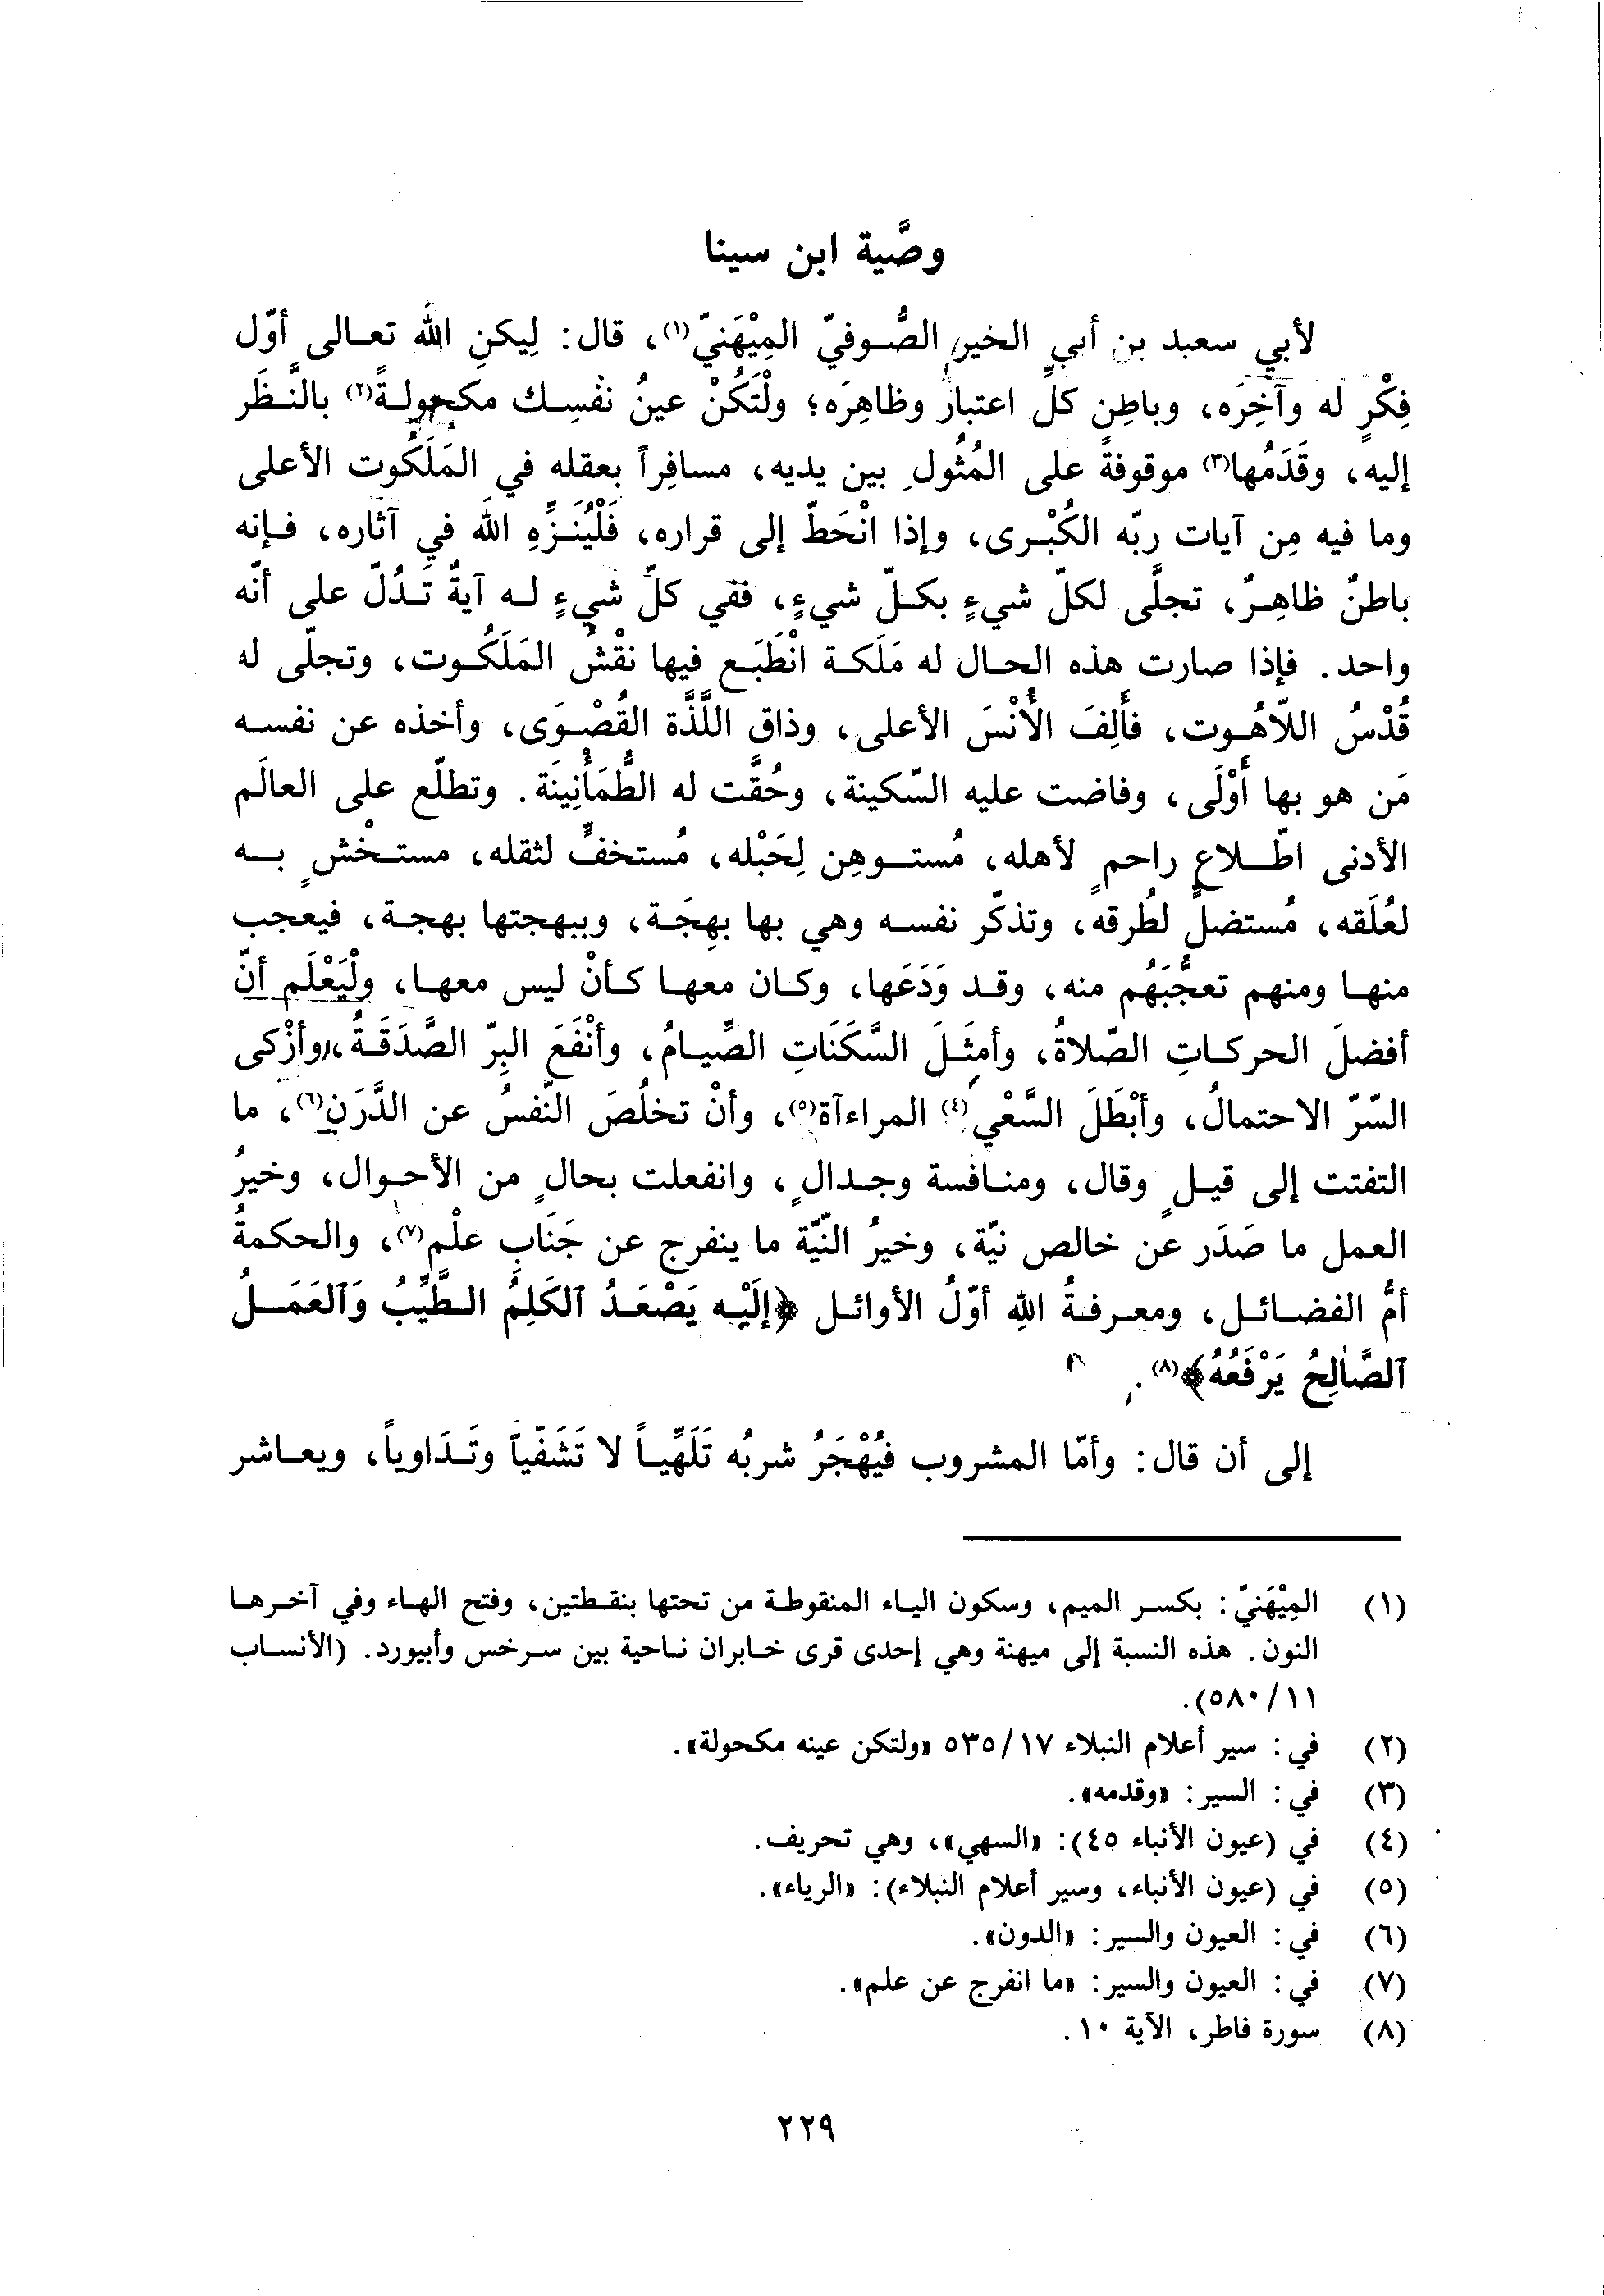 وصَّية ابن سينا
لأبي سعيد بن أبي الخير الصُّوفيّ المِيْهَنيّ(١)، قال: لِيكنِ الله تعالى أوّل
فِكْرٍ له وآخِرَه، وباطِن كلّ اعتبارٍ وظاهِرَه؛ ولْتَكُنْ عينُ نفْسِك مكحولةً(٢) بالنَّظَر
إليه، وقَدَمُها(٣) موقوفةً على المُثُولِ بين يديه، مسافِراً بعقله في المَلَكُوت الأعلى
وما فيه مِن آيات ربّه الكُبْرى، وإذا انْحَطّ إلى قراره، فَلْيُنَزِّهِ الله في آثاره، فإنه
باطنٌ ظاهِرٌ، تجلَّى لكلّ شيءٍ بكلّ شيءٍ، ففي كلّ شيءٍ له آيةٌ تَدُلّ على أنّه
واحد. فإذا صارت هذه الحال له مَلَكة انْطَبَع فيها نقْشُ المَلَكُوت، وتجلّى له
قُدْسُ اللاّهُوت، فأَلِفَ الأُنْسَ الأعلى، وذاق اللَّذَّة القُصْوَى، وأخذه عن نفسه
مَن هو بها أَوْلَى، وفاضت عليه السّكينة، وحُقَّت له الطُّمَأْنِينَة. وتطلّع على العالَم
الأدنى اطّلاعٍ راحمٍ لأهله، مُستوهِن لِحَبْله، مُستخفٍّ لثقله، مستخْشٍ به
لعُلَقه، مُستضلٍّ لطُرقه، وتذكّر نفسه وهي بها بهِجَة، وببهجتها بهجة، فيعجب
منها ومنهم تعجُّبَهُم منه، وقد وَدَعَها، وكان معها كأنْ ليس معها، ولْيَعْلَم أنّ
أفضلَ الحركاتِ الصّلاةُ، وأمثَلَ السَّكَنَاتِ الصِّيامُ، وأنْفَعَ البِرّ الصَّدَقَةُ، وأزْكى
السّرّ الاحتمالُ، وأبْطَلَ السَّعْيِ(٤) المراءآة(٥)، وأنْ تخلُصَ النّفسُ عن الدَّرَن(٦)، ما
التفتت إلى قيلٍ وقال، ومنافسة وجدالٍ، وانفعلت بحالٍ من الأحوال، وخيرُ
العمل ما صَدَر عن خالص نيّة، وخيرُ النّيّة ما ينفرج عن جَنَابِ علْم(٧)، والحكمةُ
أمُّ الفضائل، ومعرفةُ اللهِ أوّلُ الأوائل ﴿إلَيْهِ يَصْعَدُ ٱلكَلِمُ الطَّيِّبُ وَٱلعَمَلُ
ٱلصَّالِحُ يَرْفَعُهُ﴾(٨).
إلى أن قال: وأمّا المشروب فيُهْجَرُ شربُه تَلَهِّياً لا تَشَفّياً وتَدَاوياً، ويعاشر
(١) المِيْهَنيّ: بكسر الميم، وسكون الياء المنقوطة من تحتها بنقطتين، وفتح الهاء وفي آخرها
النون. هذه النسبة إلى ميهنة وهي إحدى قرى خابران ناحية بين سرخس وأبيورد. (الأنساب
٥٨٠/١١).
(٢) في: سير أعلام النبلاء ٥٣٥/١٧ «ولتكن عينه مكحولة».
(٣) في: السير: «وقدمه».
(٤) في (عيون الأنباء ٤٥): «السهي»، وهي تحريف.
(٥) في (عيون الأنباء، وسير أعلام النبلاء): «الرياء».
(٦) في: العيون والسير: «الدون».
(٧) في: العيون والسير: «ما انفرج عن علم».
(٨) سورة فاطر، الآية ١٠.
٢٢٩